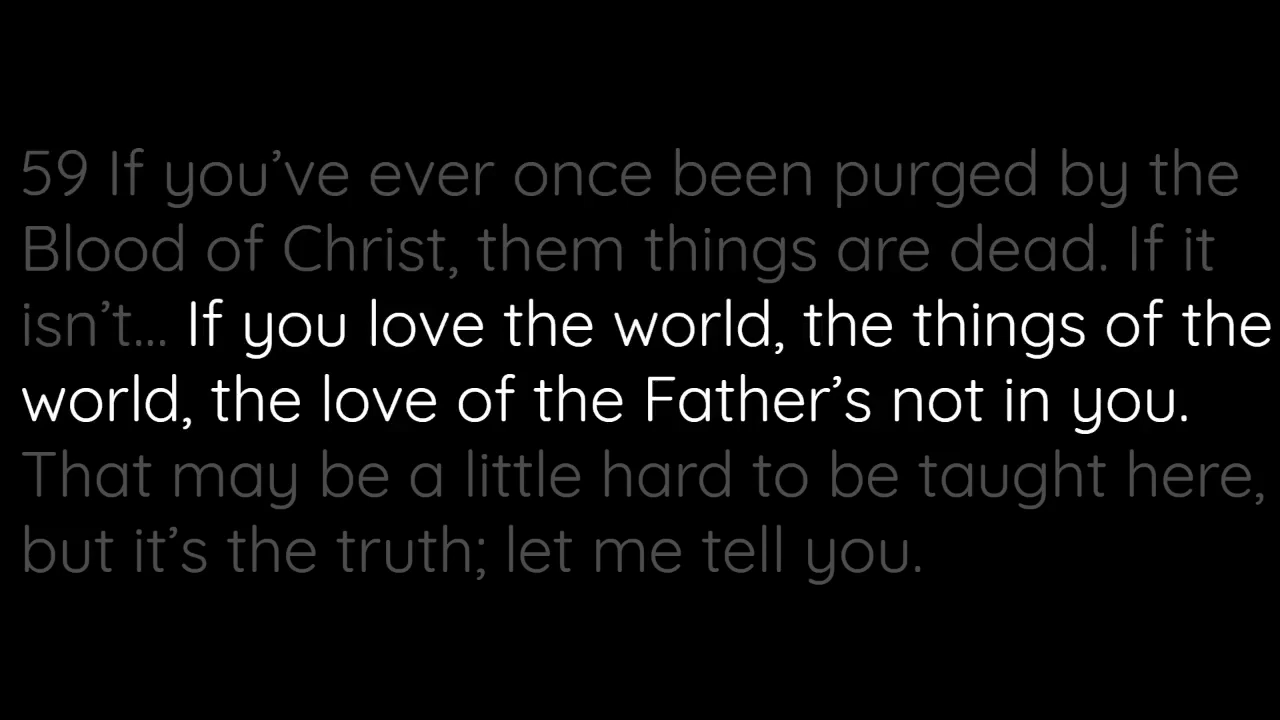 59 If you’ve ever once been purged by the
Blood of Christ, them things are dead. If it
isn’t... If you love the world, the things of the
world, the love of the Father’s not in you.
That may be a little hard to be taught here,
but it’s the truth; let me tell you.